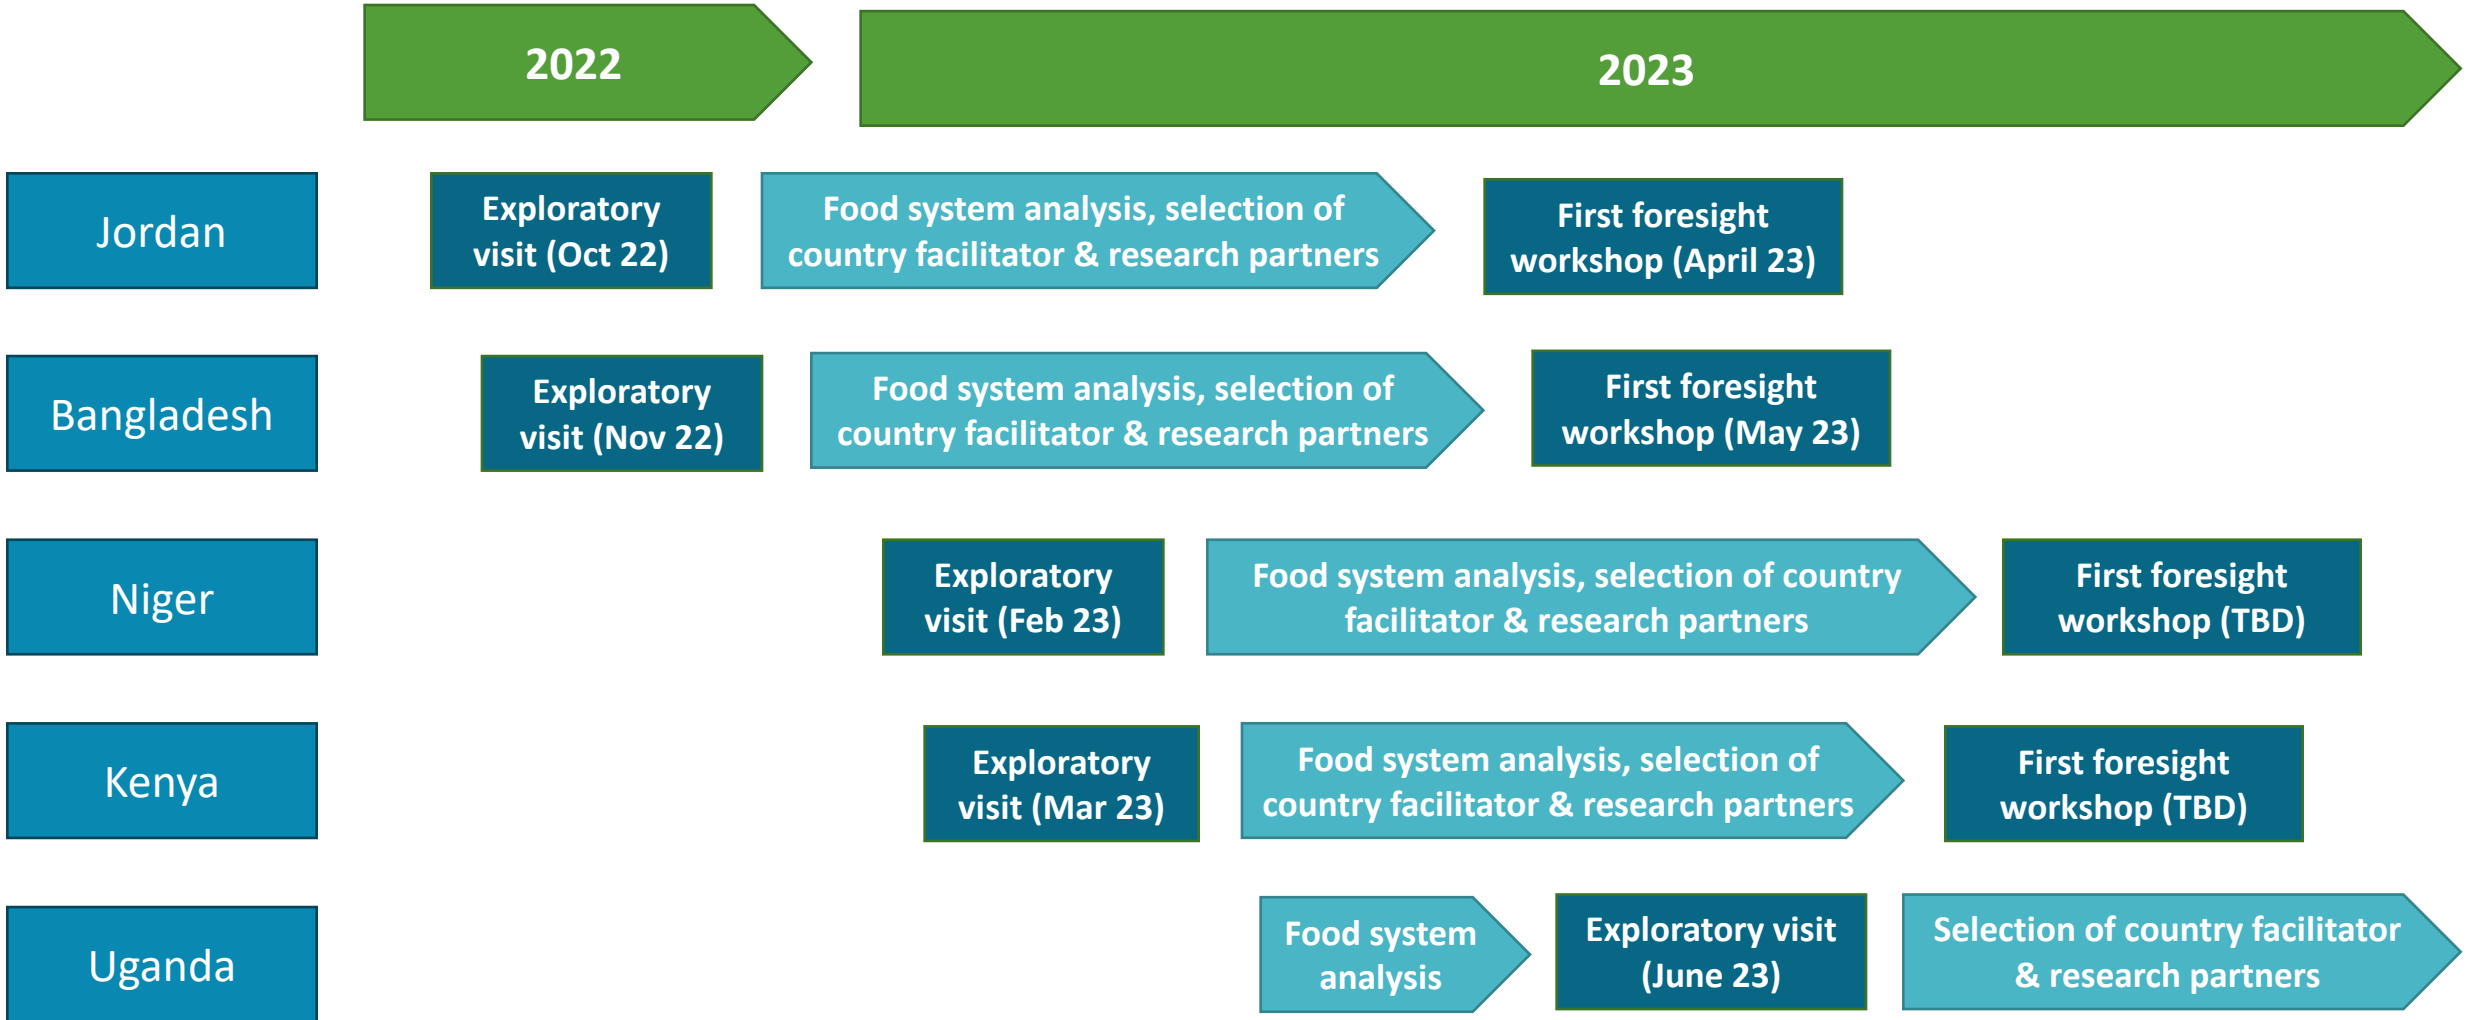 2022
2023
Jordan
Exploratory
visit (Oct 22)
Food system analysis, selection of
country facilitator & research partners
First foresight
workshop (April 23)
Bangladesh
Exploratory
visit (Nov 22)
Food system analysis, selection of
country facilitator & research partners
First foresight
workshop (May 23)
Niger
Exploratory
visit (Feb 23)
Food system analysis, selection of country
facilitator & research partners
First foresight
workshop (TBD)
Kenya
Exploratory
visit (Mar 23)
Food system analysis, selection of
country facilitator & research partners
First foresight
workshop (TBD)
Uganda
Food system
analysis
Exploratory visit
(June 23)
Selection of country facilitator
& research partners